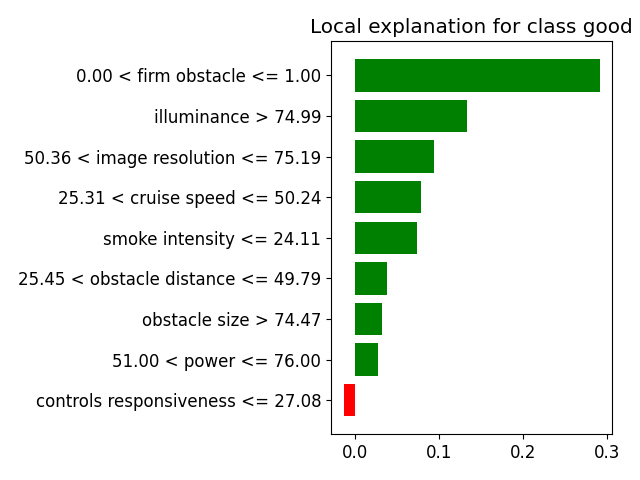 Local explanation for class good
0.00 < firm obstacle <= 1.00
illuminance > 74.99
50.36 < image resolution <= 75.19
25.31 < cruise speed <= 50.24
smoke intensity <= 24.11
25.45 < obstacle distance <= 49.79
obstacle size > 74.47
51.00 < power <= 76.00
controls responsiveness <= 27.08
0.0 0.1 0.2 0.3